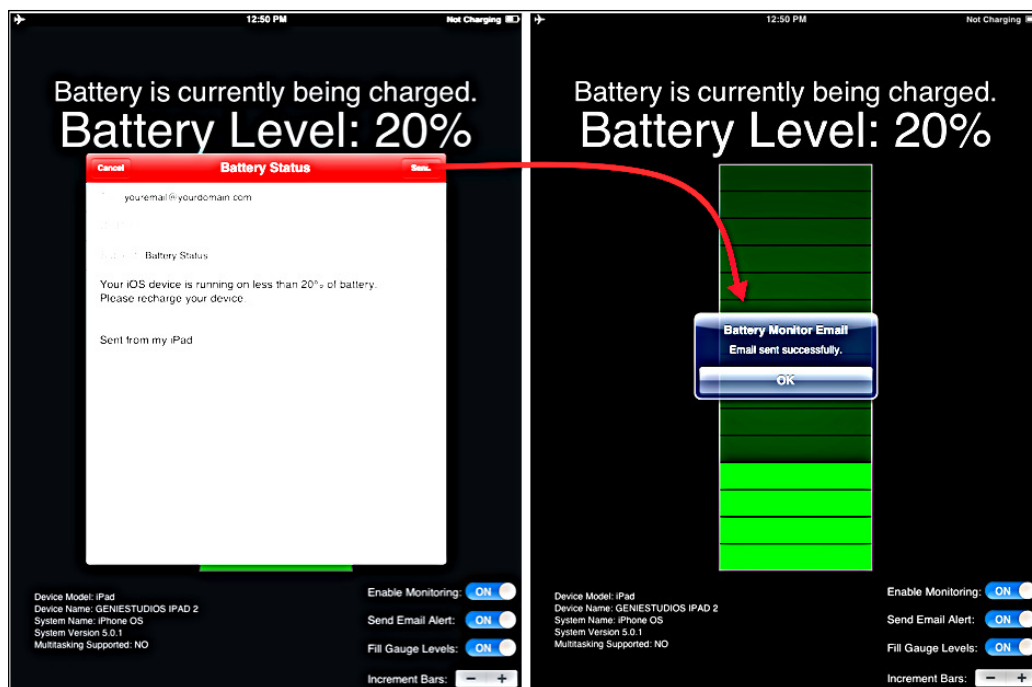 12:50 PM
Not Charging
Battery is currently being charged.
Battery Level: 20%
Cancel
Battery Status
youremail@yourdomain.com
Battery Status
Your iOS device is running on less than 20% of battery.
Please recharge your device
Sent from my iPad
Device Model: iPad
Device Name: GENIESTUDIOS IPAD 2
System Name: iPhone OS
System Version 5.0.1
Multitasking Supported: NO
Enable Monitoring: ON
Send Email Alert: ON
Fill Gauge Levels: ON
Increment Bars: − +
12:50 PM
Not Charging
Battery is currently being charged.
Battery Level: 20%
Battery Monitor Email
Email sent successfully.
OK
Device Model: iPad
Device Name: GENIESTUDIOS IPAD 2
System Name: iPhone OS
System Version 5.0.1
Multitasking Supported: NO
Enable Monitoring: ON
Send Email Alert: ON
Fill Gauge Levels: ON
Increment Bars: − +